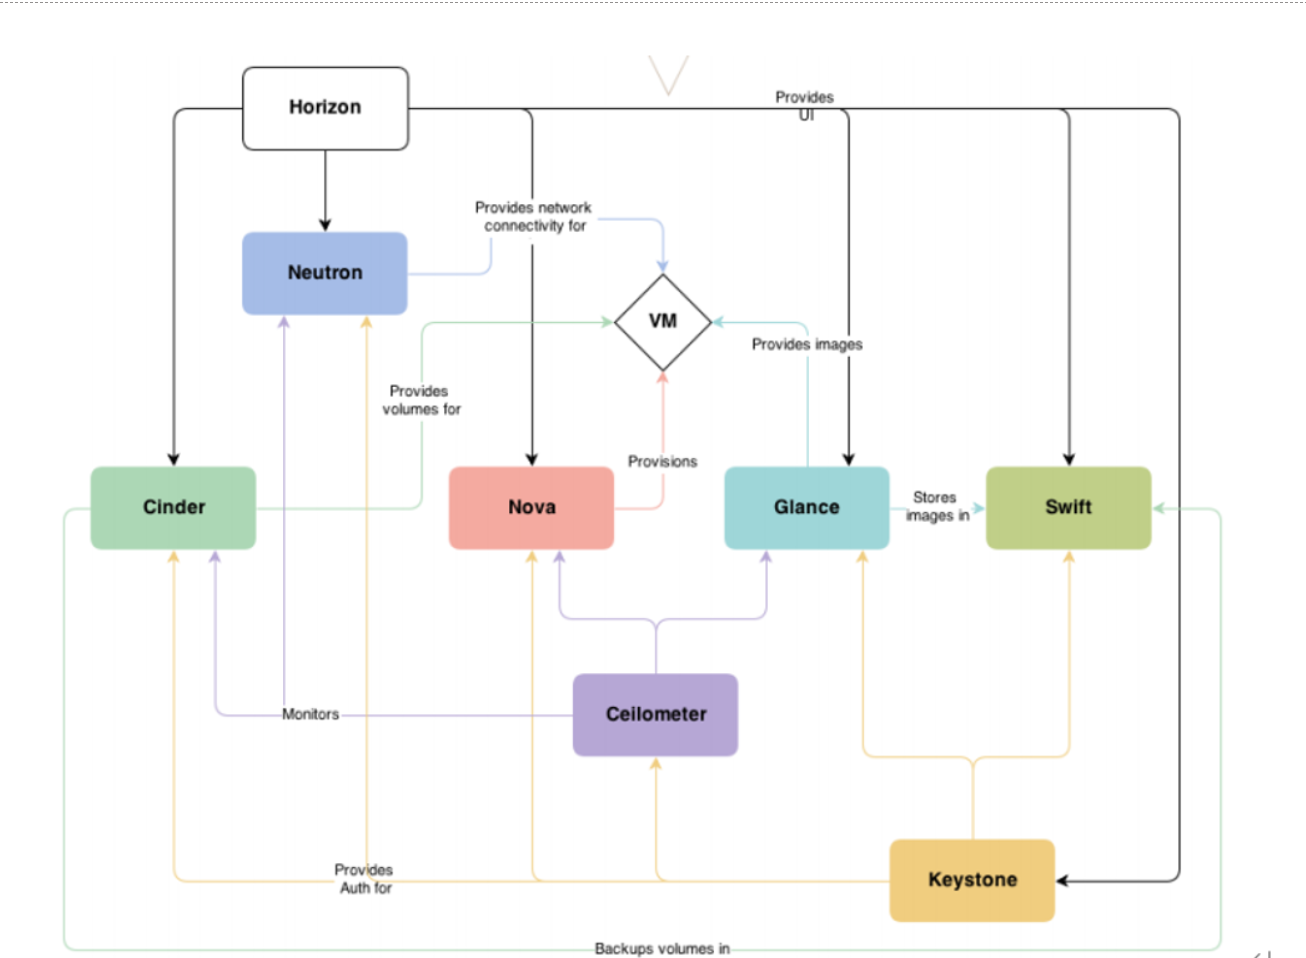 Horizon
Provides
UI
Provides network
connectivity for
Neutron
VM
Provides images
Provides
volumes for
Provisions
Cinder
Nova
Glance
Stores
images in
Swift
Ceilometer
Monitors
Provides
Auth for
Keystone
Backups volumes in